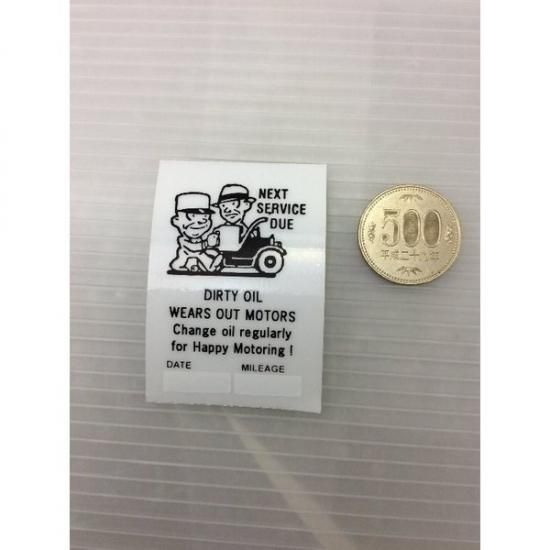 NEXT
SERVICE
DUE
DIRTY OIL
WEARS OUT MOTORS
Change oil regularly
for Happy Motoring !
DATE MILEAGE
500